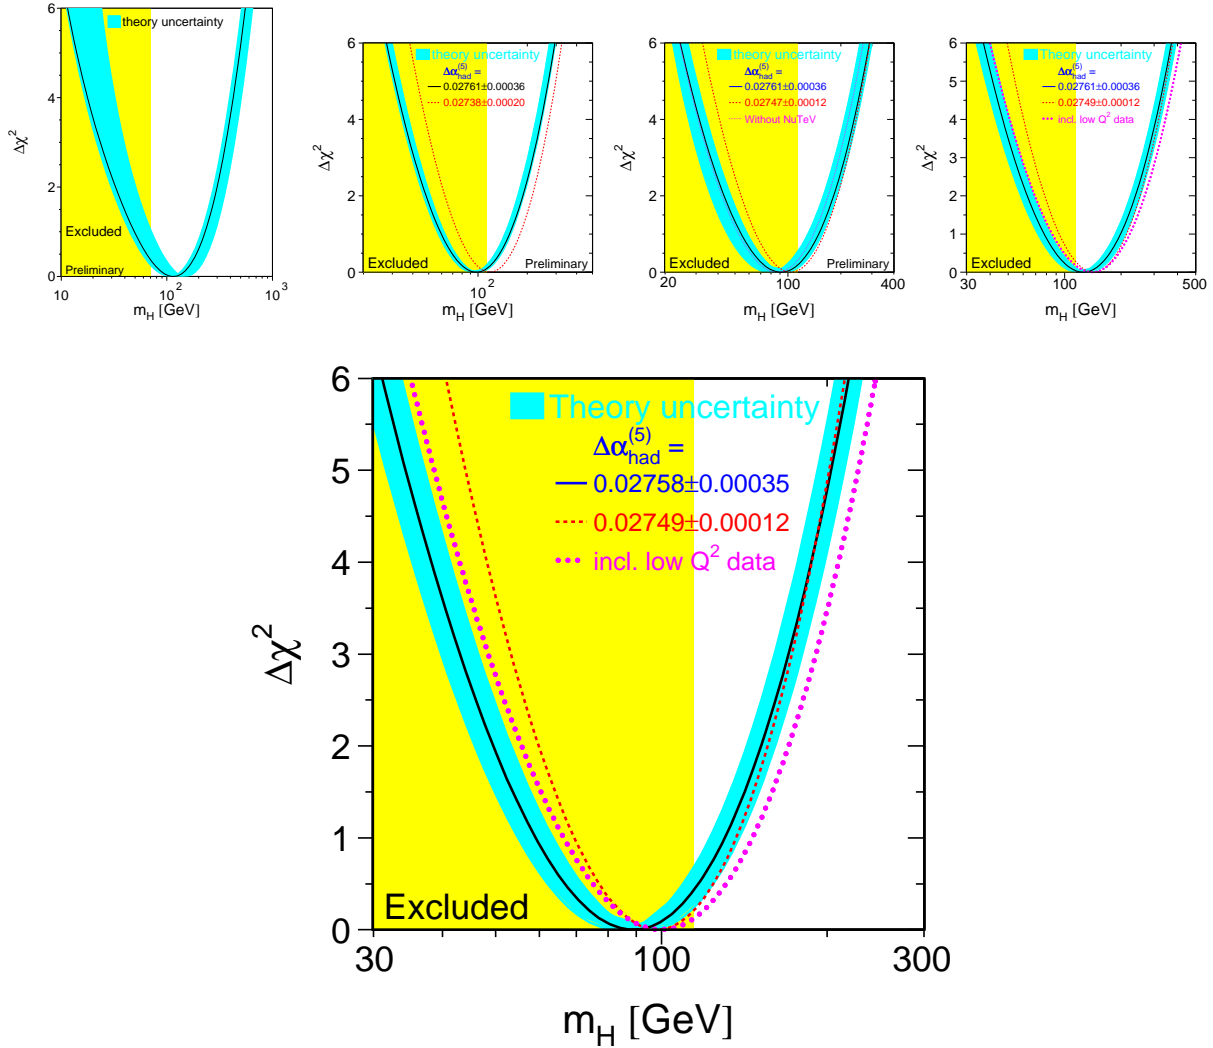 6
4
2
0
Δχ²
theory uncertainty
Excluded
Preliminary
10
10²
10³
m_H [GeV]
6
5
4
3
2
1
0
Δχ²
theory uncertainty
Δα_had^(5) =
0.02761±0.00036
0.02738±0.00020
Excluded
Preliminary
10²
m_H [GeV]
6
5
4
3
2
1
0
Δχ²
theory uncertainty
Δα_had^(5) =
0.02761±0.00036
0.02747±0.00012
Without NuTeV
Excluded
Preliminary
20
100
400
m_H [GeV]
6
5
4
3
2
1
0
Δχ²
Theory uncertainty
Δα_had^(5) =
0.02761±0.00036
0.02749±0.00012
incl. low Q² data
Excluded
30
100
500
m_H [GeV]
6
5
4
3
2
1
0
Δχ²
Theory uncertainty
Δα_had^(5) =
0.02758±0.00035
0.02749±0.00012
incl. low Q² data
Excluded
30
100
300
m_H [GeV]